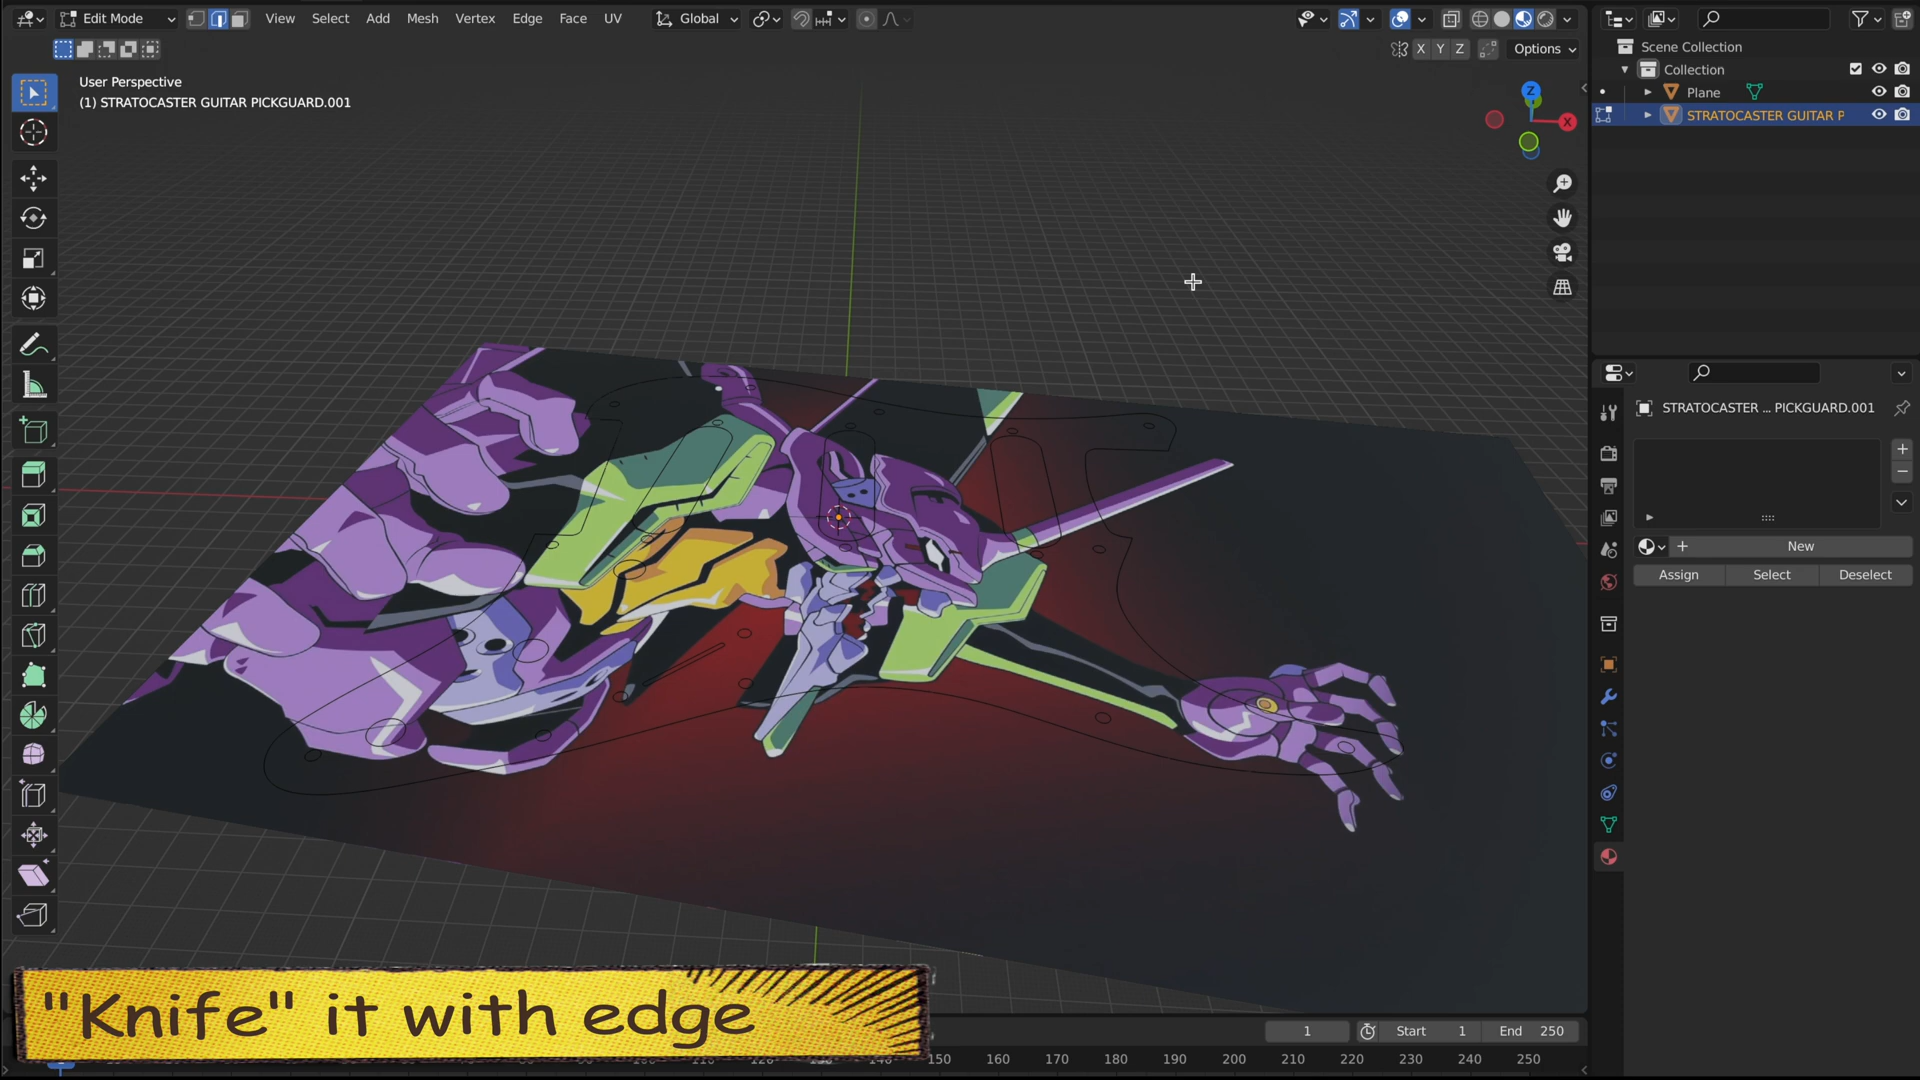 Edit Mode View Select Add Mesh Vertex Edge Face UV Global
X Y Z Options
User Perspective
(1) STRATOCASTER GUITAR PICKGUARD.001
Z
X
Scene Collection
Collection
Plane
STRATOCASTER GUITAR P
STRATOCASTER ... PICKGUARD.001
New
Assign Select Deselect
"Knife" it with edge
1 Start 1 End 250
150 160 170 180 190 200 210 220 230 240 250